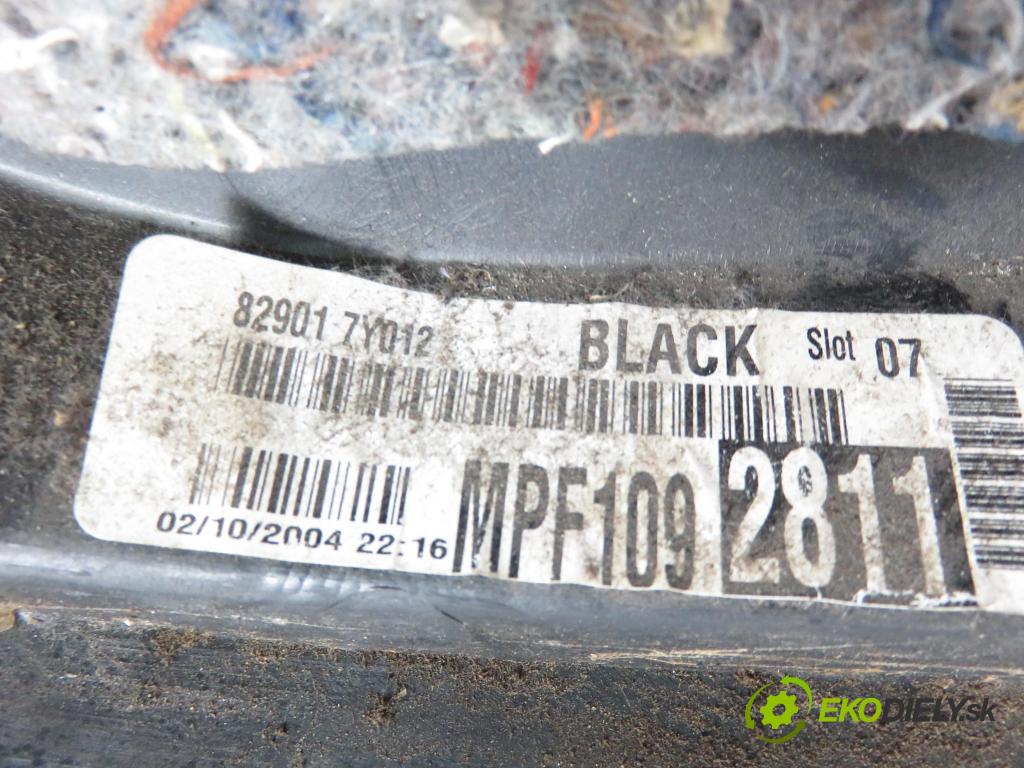 82901 7Y012 BLACK Slot 07
MPF109 2811
02/10/2004 22:16
EKODIELY.sk